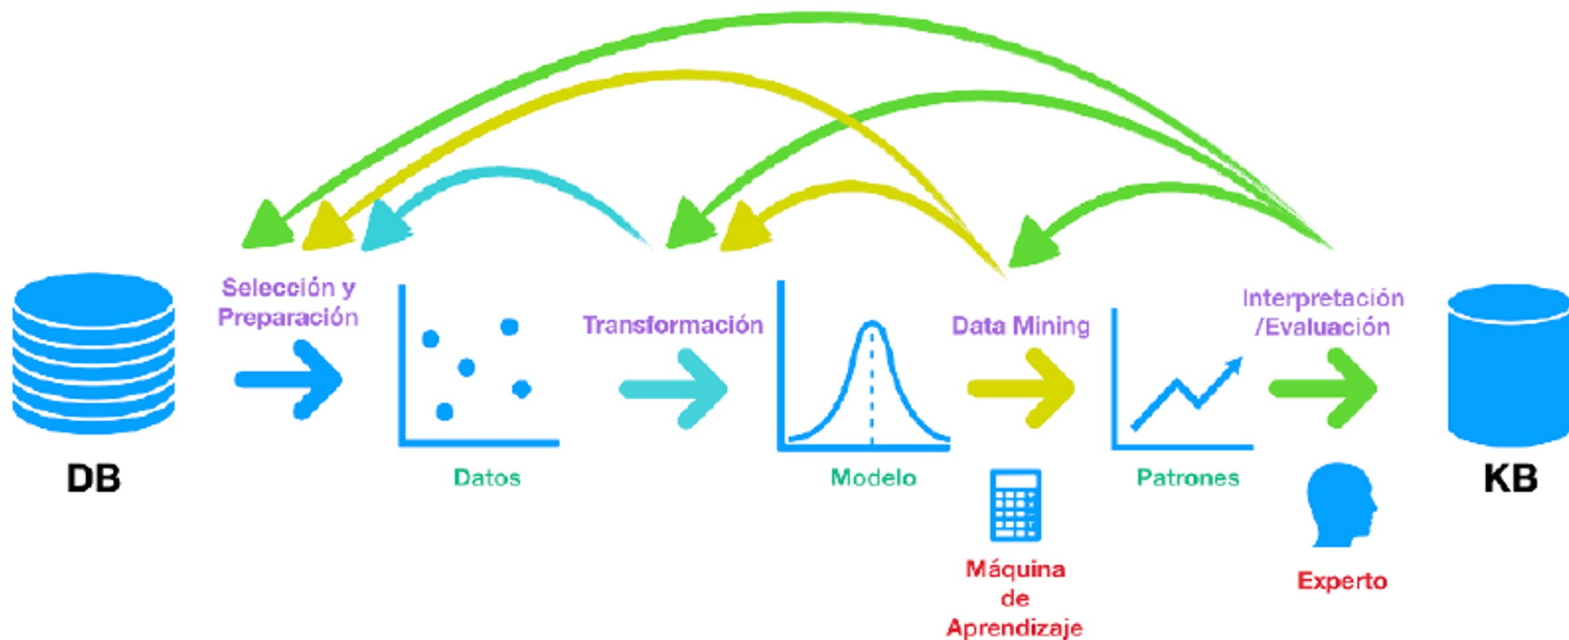 Selección y
Preparación
Transformación
Data Mining
Interpretación
/Evaluación
DB
Datos
Modelo
Patrones
KB
Máquina
de
Aprendizaje
Experto